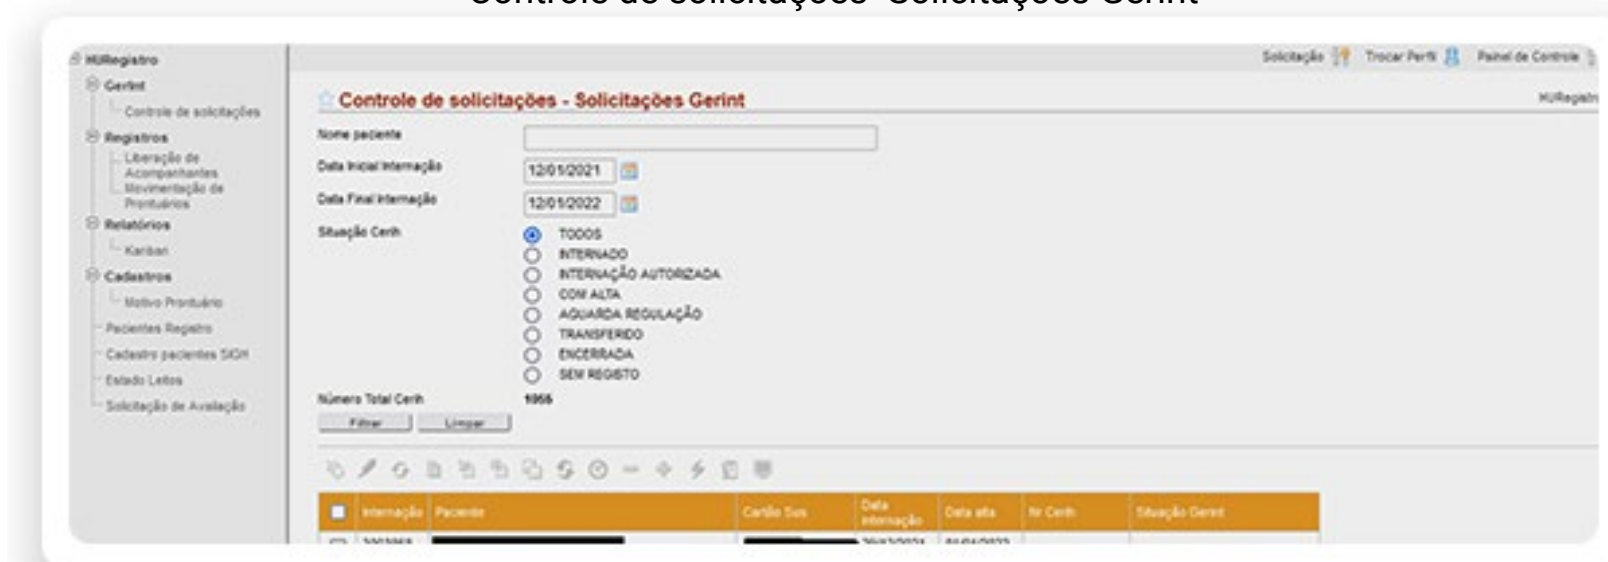 Controle de solicitações Solicitações Gerint
HURegistro
Gerint
Controle de solicitações
Registros
Liberação de
Acompanhantes
Movimentação de
Prontuários
Relatórios
Kanban
Cadastros
Motivo Prontuário
Pacientes Registro
Cadastro pacientes SIGH
Estado Leitos
Solicitação de Avaliação
Solicitação Trocar Perfil Painel de Controle
Controle de solicitações - Solicitações Gerint
HURegistro
Nome paciente
Data Inicial Internação 12/01/2021
Data Final Internação 12/01/2022
Situação Cerih
TODOS
INTERNADO
INTERNAÇÃO AUTORIZADA
COM ALTA
AGUARDA REGULAÇÃO
TRANSFERIDO
ENCERRADA
SEM REGISTO
Número Total Cerih 1055
Filtrar Limpar
Internação Paciente Cartão Sus Data internação Data alta Nr Cerih Situação Gerint